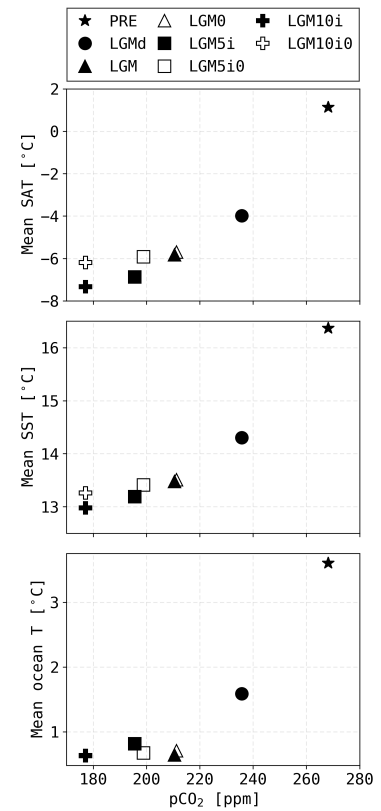 PRE LGM0 LGM10i
LGMd LGM5i LGM10i0
LGM LGM5i0
2
0
−2
−4
−6
−8
Mean SAT [°C]
16
15
14
13
Mean SST [°C]
3
2
1
Mean ocean T [°C]
180 200 220 240 260 280
pCO₂ [ppm]